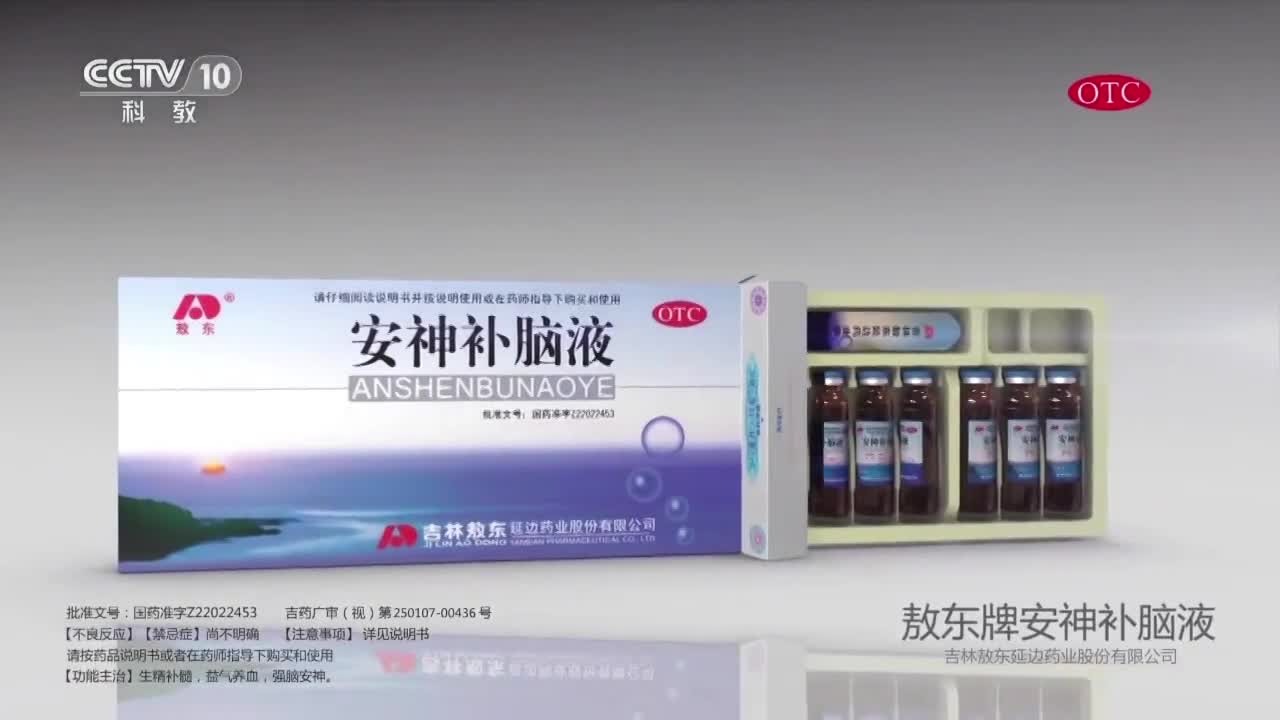 CCTV 10
科教
OTC
敖东®
请仔细阅读说明书并按说明使用或在药师指导下购买和使用
安神补脑液
OTC
ANSHENBUNAOYE
批准文号：国药准字Z22022453
吉林敖东 延边药业股份有限公司
JI LIN AO DONG YANBIAN PHARMACEUTICAL CO., LTD
批准文号：国药准字Z22022453 吉药广审（视）第250107-00436号
【不良反应】【禁忌症】尚不明确 【注意事项】 详见说明书
请按药品说明书或者在药师指导下购买和使用
【功能主治】生精补髓，益气养血，强脑安神。
敖东牌安神补脑液
吉林敖东延边药业股份有限公司